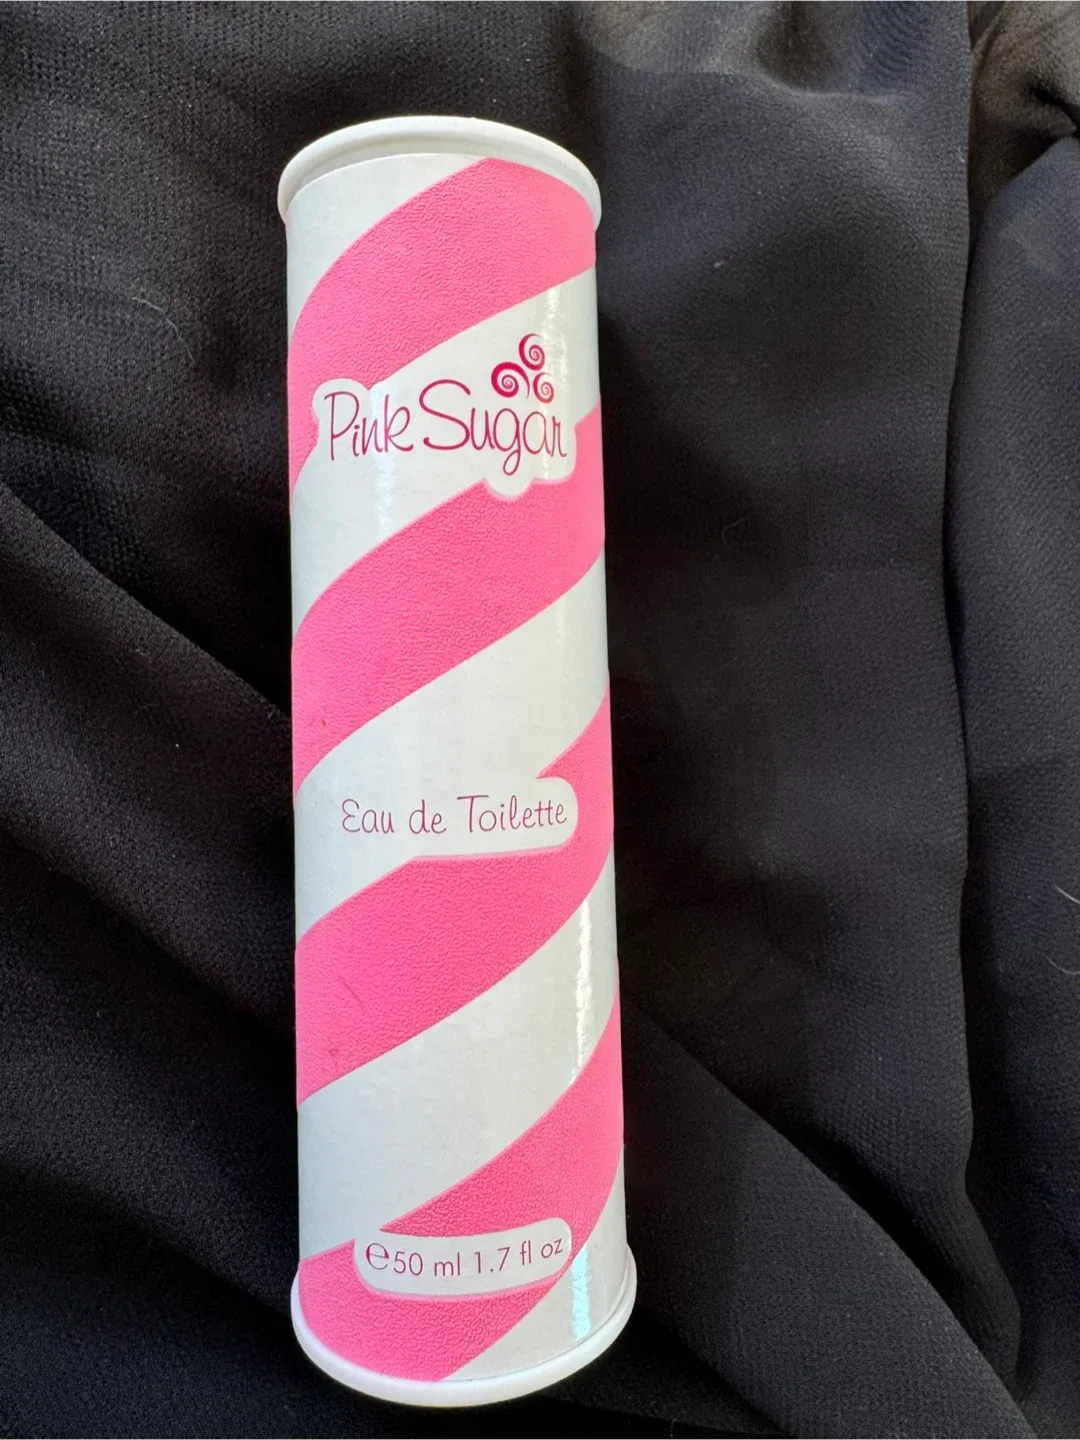 Pink Sugar
Eau de Toilette
℮50 ml 1.7 fl oz